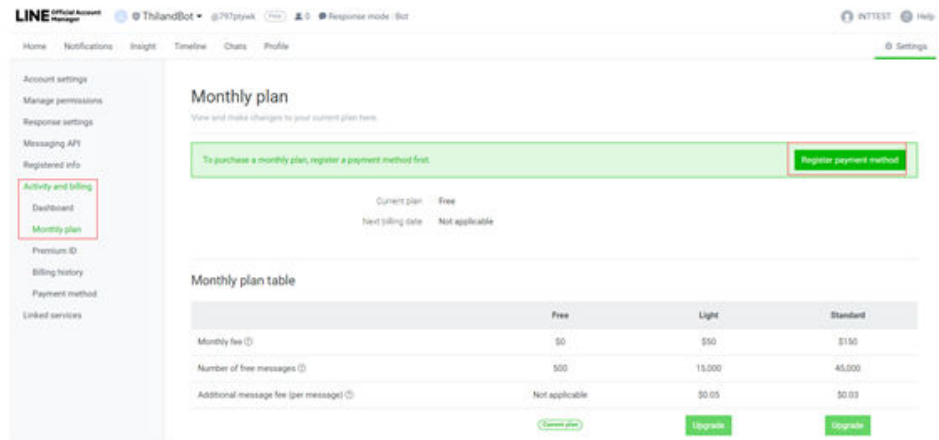 LINE Official Account Manager ThilandBot @797ptywk Free 0 Response mode : Bot INTTEST Help
Home Notifications Insight Timeline Chats Profile Settings
Account settings
Manage permissions
Response settings
Messaging API
Registered info
Activity and billing
Dashboard
Monthly plan
Premium ID
Billing history
Payment method
Linked services
Monthly plan
View and make changes to your current plan here.
To purchase a monthly plan, register a payment method first. Register payment method
Current plan Free
Next billing date Not applicable
Monthly plan table
Free Light Standard
Monthly fee $0 $50 $150
Number of free messages 500 15,000 45,000
Additional message fee (per message) Not applicable $0.05 $0.03
Current plan Upgrade Upgrade